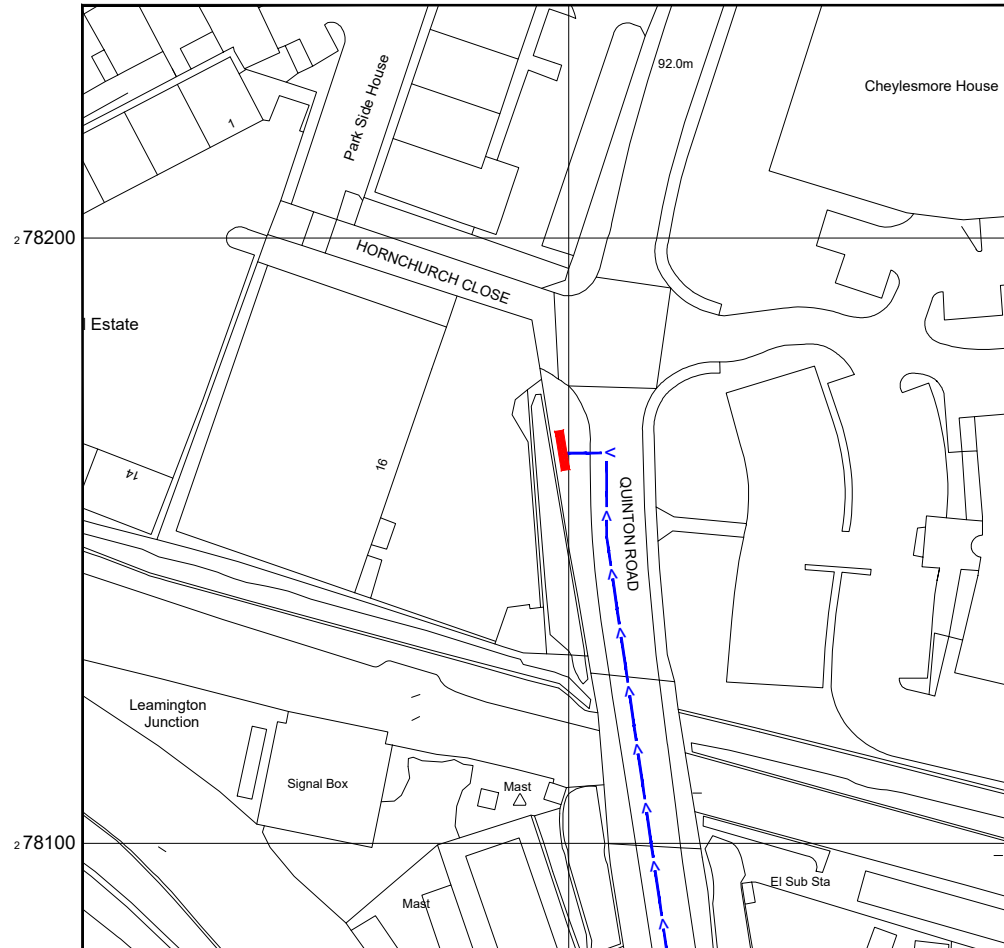 92.0m
Cheylesmore House
Park Side House
1
2 78200
HORNCHURCH CLOSE
l Estate
16
14
QUINTON ROAD
Leamington
Junction
Signal Box
Mast
2 78100
El Sub Sta
Mast